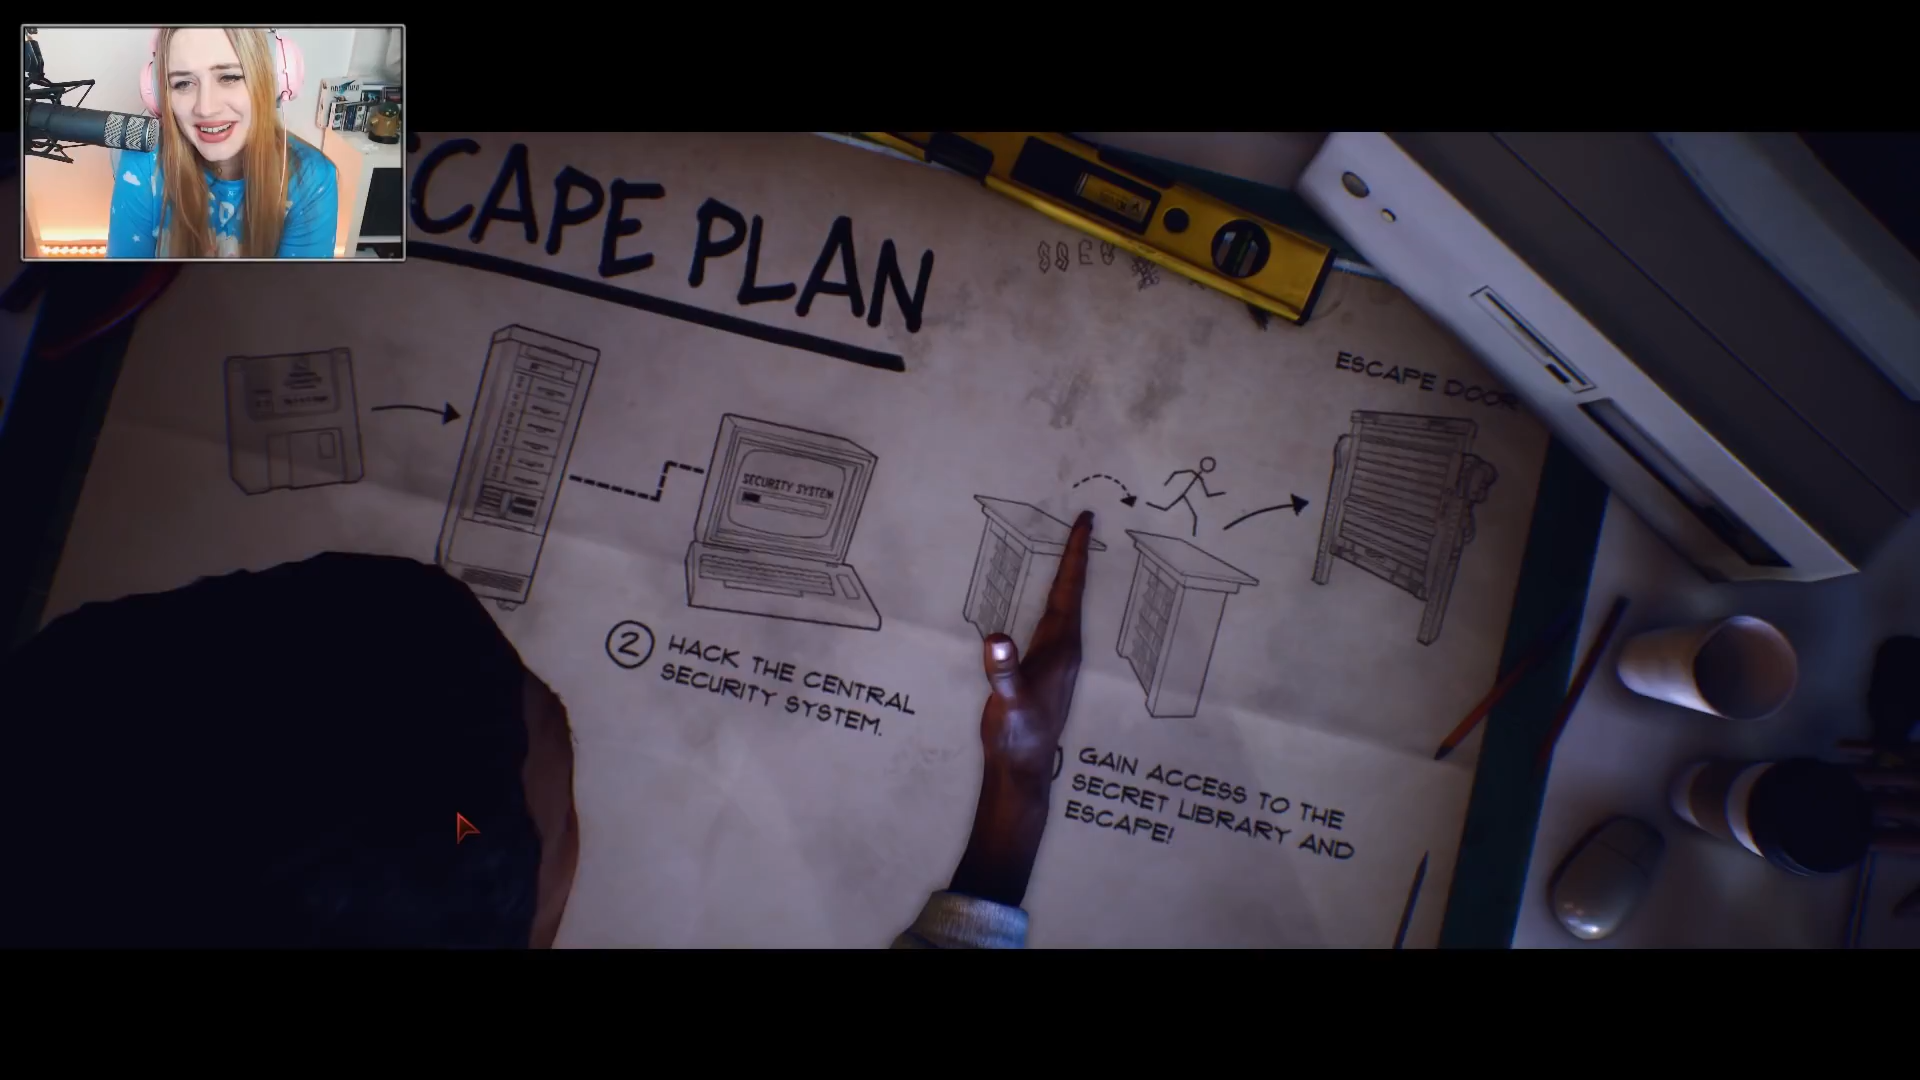 CAPE PLAN
ESCAPE DOOR
SECURITY SYSTEM
2
HACK THE CENTRAL
SECURITY SYSTEM.
GAIN ACCESS TO THE
SECRET LIBRARY AND
ESCAPE!